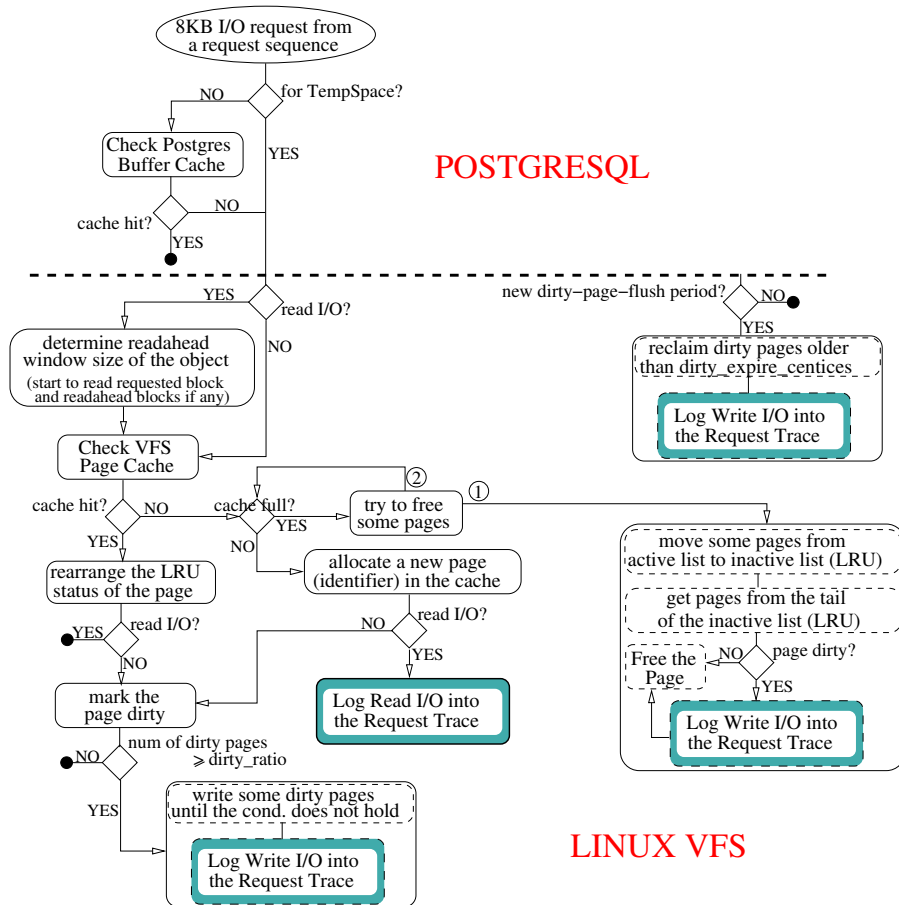 8KB I/O request from
a request sequence
for TempSpace?
NO
YES
Check Postgres
Buffer Cache
POSTGRESQL
NO
cache hit?
YES
YES
read I/O?
NO
new dirty−page−flush period?
NO
YES
determine readahead
window size of the object
(start to read requested block
and readahead blocks if any)
reclaim dirty pages older
than dirty_expire_centices
Log Write I/O into
the Request Trace
Check VFS
Page Cache
cache hit?
NO
YES
cache full?
YES
NO
2
1
try to free
some pages
move some pages from
active list to inactive list (LRU)
get pages from the tail
of the inactive list (LRU)
page dirty?
NO
YES
Free the
Page
Log Write I/O into
the Request Trace
rearrange the LRU
status of the page
allocate a new page
(identifier) in the cache
YES
read I/O?
NO
NO
read I/O?
YES
mark the
page dirty
Log Read I/O into
the Request Trace
NO
num of dirty pages
⩾ dirty_ratio
YES
write some dirty pages
until the cond. does not hold
Log Write I/O into
the Request Trace
LINUX VFS